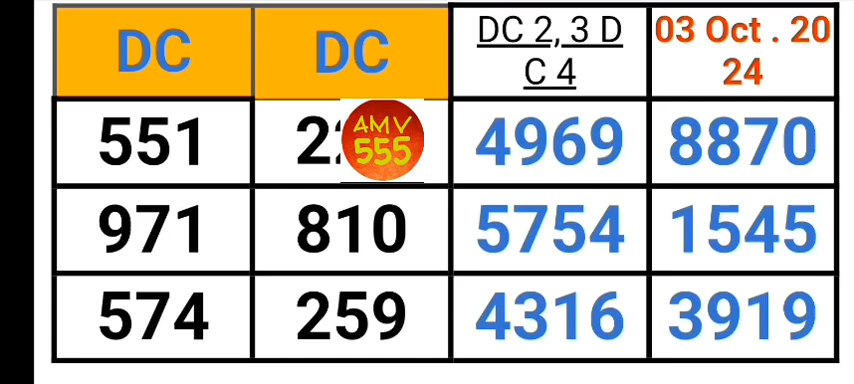 DC DC DC 2, 3 D 03 Oct . 20
C 4 24
551 AMV 4969 8870
555
971 810 5754 1545
574 259 4316 3919